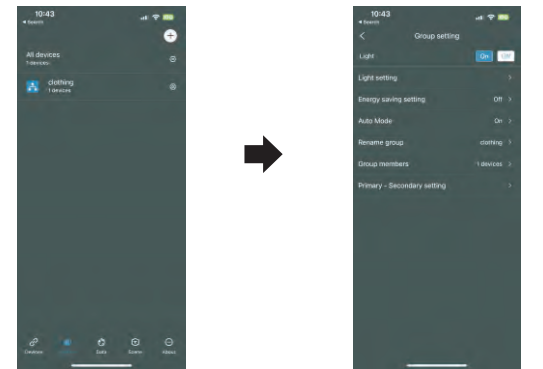 10:43
Search
All devices
1 devices
clothing
1 devices
Devices
Data
Scene
About
10:43
Search
Group setting
Light On Off
Light setting
Energy saving setting Off
Auto Mode On
Rename group clothing
Group members 1 devices
Primary - Secondary setting